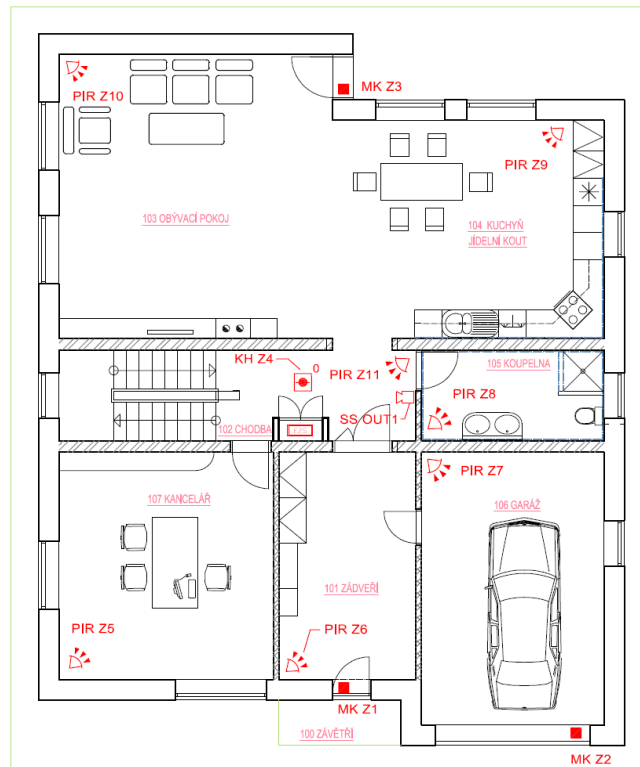 MK Z3
PIR Z10
PIR Z9
103 OBÝVACÍ POKOJ
104 KUCHYŇ
JÍDELNÍ KOUT
KH Z4
0
PIR Z11
105 KOUPELNA
PIR Z8
SS OUT1
102 CHODBA
EZS
PIR Z7
107 KANCELÁŘ
106 GARÁŽ
101 ZÁDVEŘÍ
PIR Z5
PIR Z6
MK Z1
100 ZÁVĚTŘÍ
MK Z2